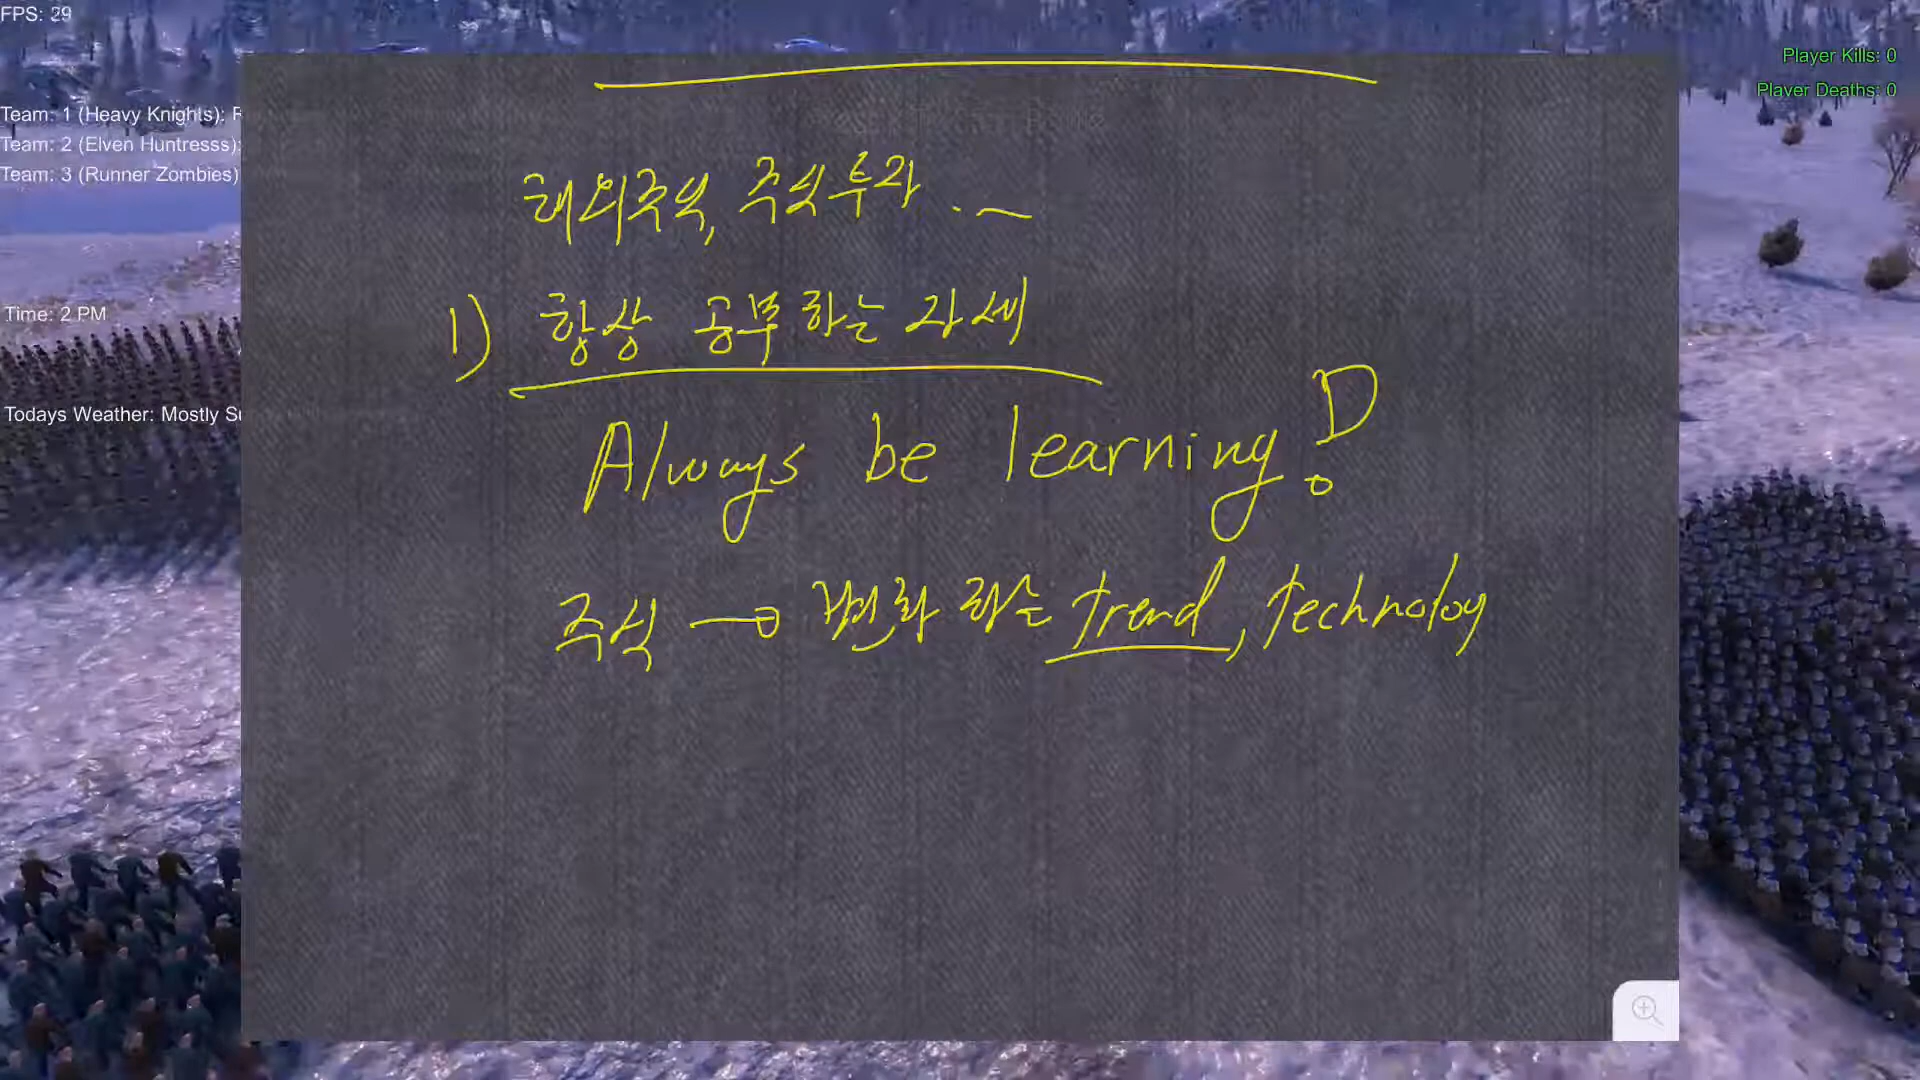 FPS: 29
Player Kills: 0
Player Deaths: 0
Team: 1 (Heavy Knights):
Team: 2 (Elven Huntresss):
Team: 3 (Runner Zombies)
Time: 2 PM
Todays Weather: Mostly
해외주식, 주식투자 . ~
1) 항상 공부하는 자세
Always be learning!
주식 → 변화하는 trend, technoloy